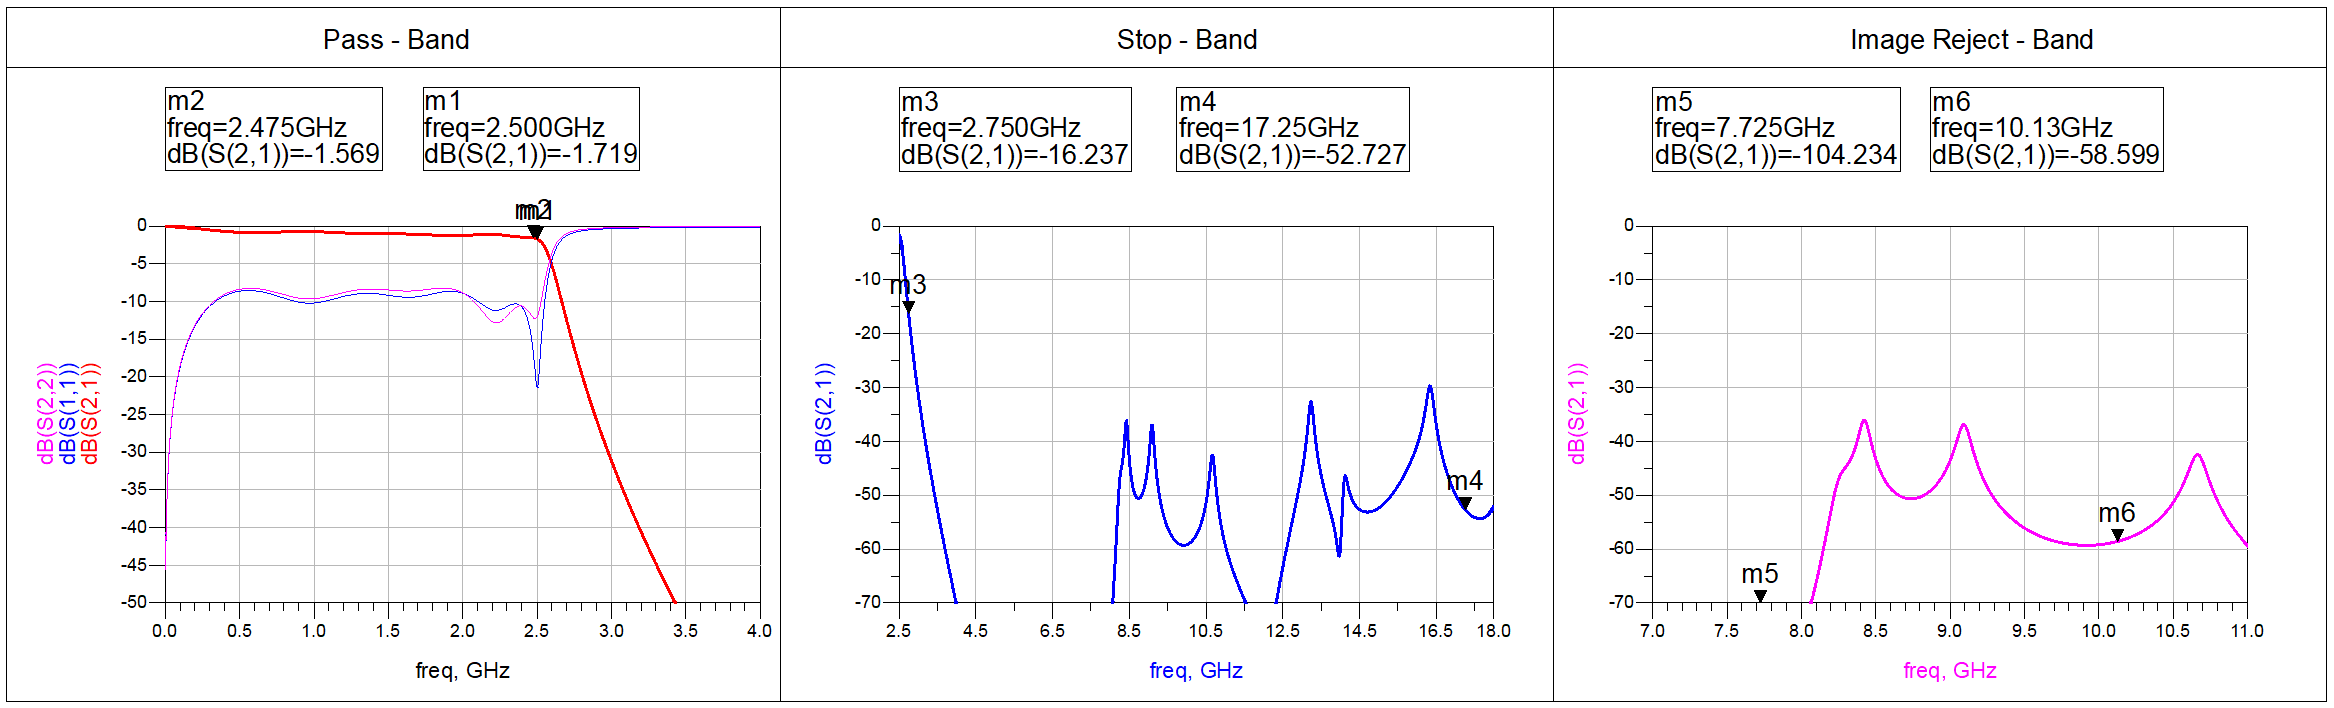 Pass - Band
m2
freq=2.475GHz
dB(S(2,1))=-1.569
m1
freq=2.500GHz
dB(S(2,1))=-1.719
m2
m1
0
-5
-10
-15
-20
-25
-30
-35
-40
-45
-50
0.0 0.5 1.0 1.5 2.0 2.5 3.0 3.5 4.0
freq, GHz
dB(S(2,2))
dB(S(1,1))
dB(S(2,1))
Stop - Band
m3
freq=2.750GHz
dB(S(2,1))=-16.237
m4
freq=17.25GHz
dB(S(2,1))=-52.727
m3
m4
0
-10
-20
-30
-40
-50
-60
-70
2.5 4.5 6.5 8.5 10.5 12.5 14.5 16.5 18.0
freq, GHz
dB(S(2,1))
Image Reject - Band
m5
freq=7.725GHz
dB(S(2,1))=-104.234
m6
freq=10.13GHz
dB(S(2,1))=-58.599
m5
m6
0
-10
-20
-30
-40
-50
-60
-70
7.0 7.5 8.0 8.5 9.0 9.5 10.0 10.5 11.0
freq, GHz
dB(S(2,1))